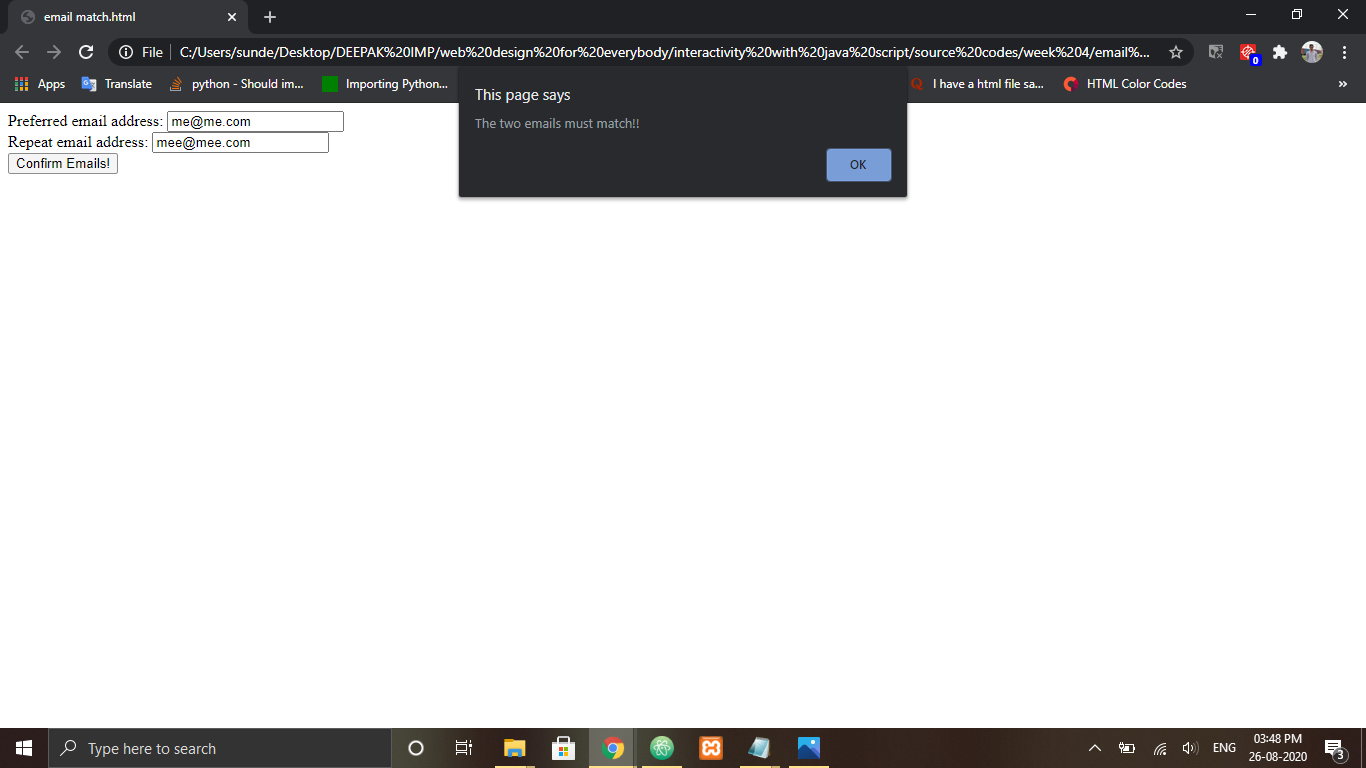 email match.html
File
C:/Users/sunde/Desktop/DEEPAK%20IMP/web%20design%20for%20everybody/interactivity%20with%20java%20script/source%20codes/week%204/email%...
0
Apps
Translate
python - Should im...
Importing Python...
I have a html file sa...
HTML Color Codes
»
This page says
The two emails must match!!
OK
Preferred email address: me@me.com
Repeat email address: mee@mee.com
Confirm Emails!
Type here to search
ENG
03:48 PM
26-08-2020
3